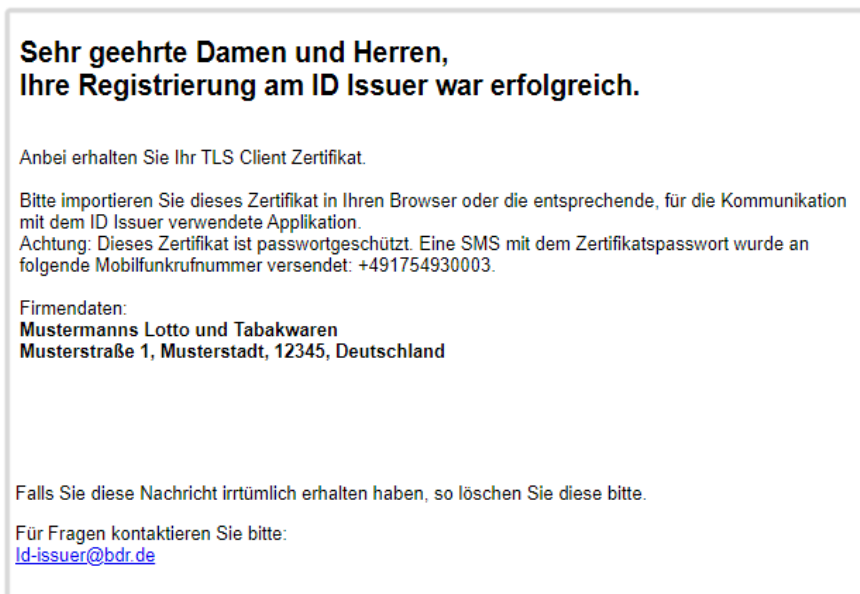 Sehr geehrte Damen und Herren,
Ihre Registrierung am ID Issuer war erfolgreich.
Anbei erhalten Sie Ihr TLS Client Zertifikat.
Bitte importieren Sie dieses Zertifikat in Ihren Browser oder die entsprechende, für die Kommunikation
mit dem ID Issuer verwendete Applikation.
Achtung: Dieses Zertifikat ist passwortgeschützt. Eine SMS mit dem Zertifikatspasswort wurde an
folgende Mobilfunkrufnummer versendet: +491754930003.
Firmendaten:
Mustermanns Lotto und Tabakwaren
Musterstraße 1, Musterstadt, 12345, Deutschland
Falls Sie diese Nachricht irrtümlich erhalten haben, so löschen Sie diese bitte.
Für Fragen kontaktieren Sie bitte:
Id-issuer@bdr.de